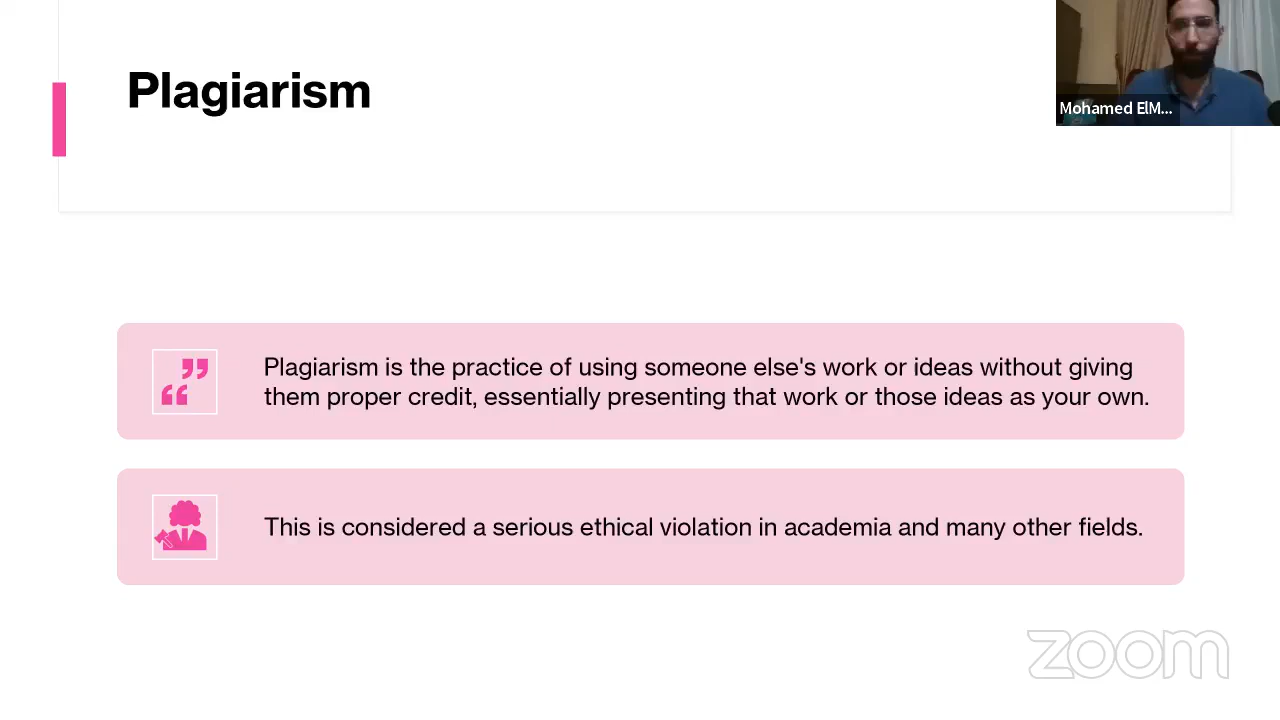 Plagiarism
Mohamed ElM...
Plagiarism is the practice of using someone else's work or ideas without giving
them proper credit, essentially presenting that work or those ideas as your own.
This is considered a serious ethical violation in academia and many other fields.
zoom